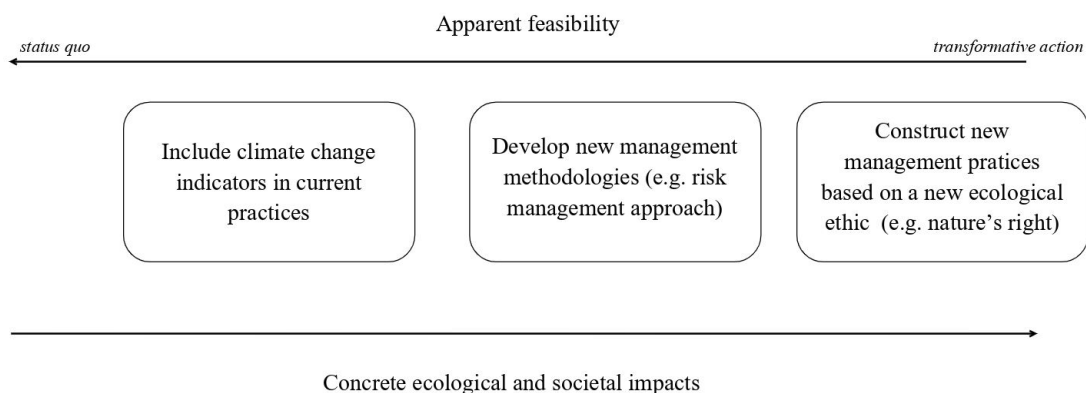 Apparent feasibility
status quo
transformative action
Include climate change
indicators in current
practices
Develop new management
methodologies (e.g. risk
management approach)
Construct new
management pratices
based on a new ecological
ethic (e.g. nature’s right)
Concrete ecological and societal impacts